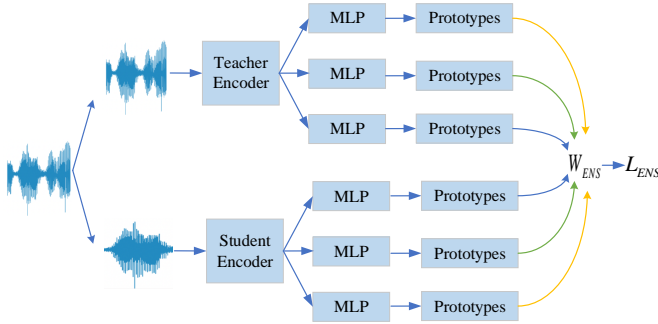 MLP Prototypes
Teacher
Encoder
MLP Prototypes
MLP Prototypes
W_ENS L_ENS
MLP Prototypes
Student
Encoder
MLP Prototypes
MLP Prototypes